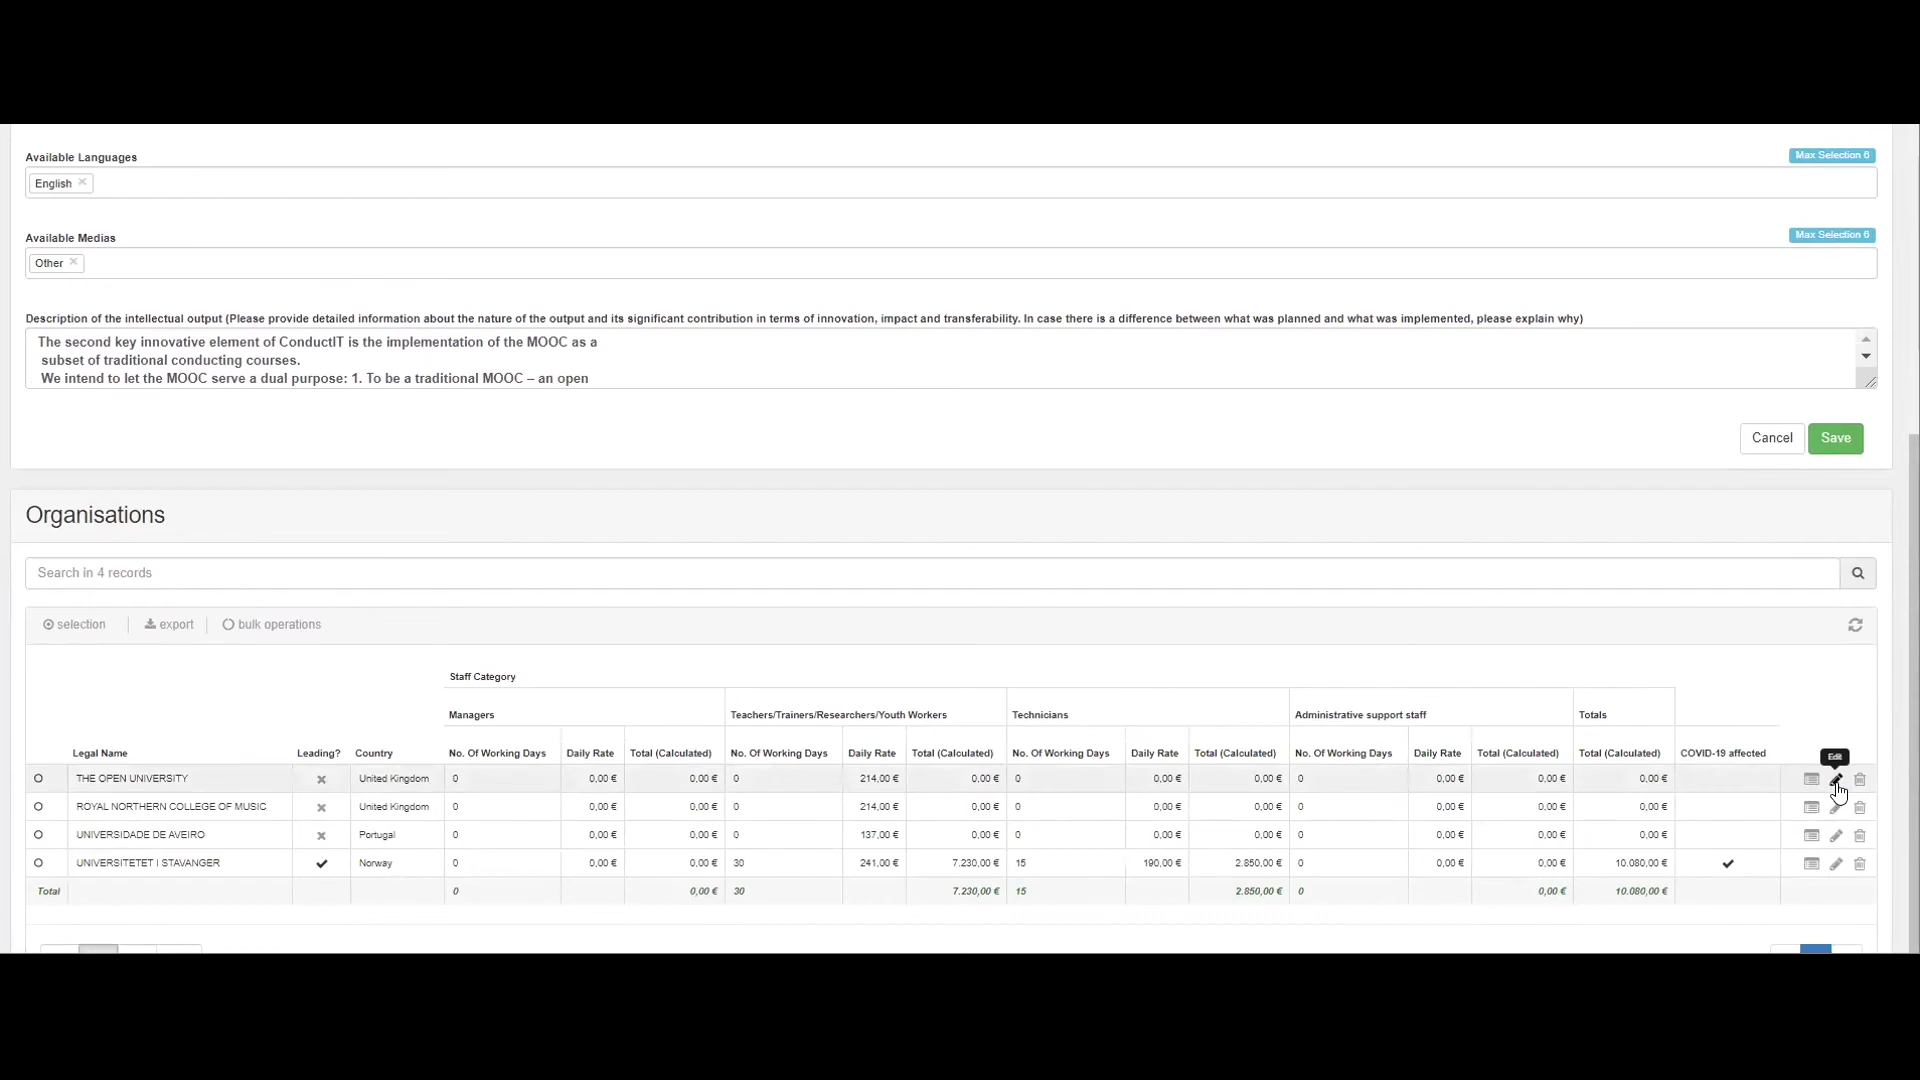 Available Languages
Max Selection 6
English ×
Available Medias
Max Selection 6
Other ×
Description of the intellectual output (Please provide detailed information about the nature of the output and its significant contribution in terms of innovation, impact and transferability. In case there is a difference between what was planned and what was implemented, please explain why)
The second key innovative element of ConductIT is the implementation of the MOOC as a
subset of traditional conducting courses.
We intend to let the MOOC serve a dual purpose: 1. To be a traditional MOOC – an open
Cancel Save
Organisations
Search in 4 records
selection export bulk operations
Staff Category
Managers Teachers/Trainers/Researchers/Youth Workers Technicians Administrative support staff Totals
Legal Name Leading? Country No. Of Working Days Daily Rate Total (Calculated) No. Of Working Days Daily Rate Total (Calculated) No. Of Working Days Daily Rate Total (Calculated) No. Of Working Days Daily Rate Total (Calculated) Total (Calculated) COVID-19 affected Edit
THE OPEN UNIVERSITY United Kingdom 0 0,00 € 0,00 € 0 214,00 € 0,00 € 0 0,00 € 0,00 € 0 0,00 € 0,00 € 0,00 €
ROYAL NORTHERN COLLEGE OF MUSIC United Kingdom 0 0,00 € 0,00 € 0 214,00 € 0,00 € 0 0,00 € 0,00 € 0 0,00 € 0,00 € 0,00 €
UNIVERSIDADE DE AVEIRO Portugal 0 0,00 € 0,00 € 0 137,00 € 0,00 € 0 0,00 € 0,00 € 0 0,00 € 0,00 € 0,00 €
UNIVERSITETET I STAVANGER Norway 0 0,00 € 0,00 € 30 241,00 € 7.230,00 € 15 190,00 € 2.850,00 € 0 0,00 € 0,00 € 10.080,00 €
Total 0 0,00 € 30 7.230,00 € 15 2.850,00 € 0 0,00 € 10.080,00 €